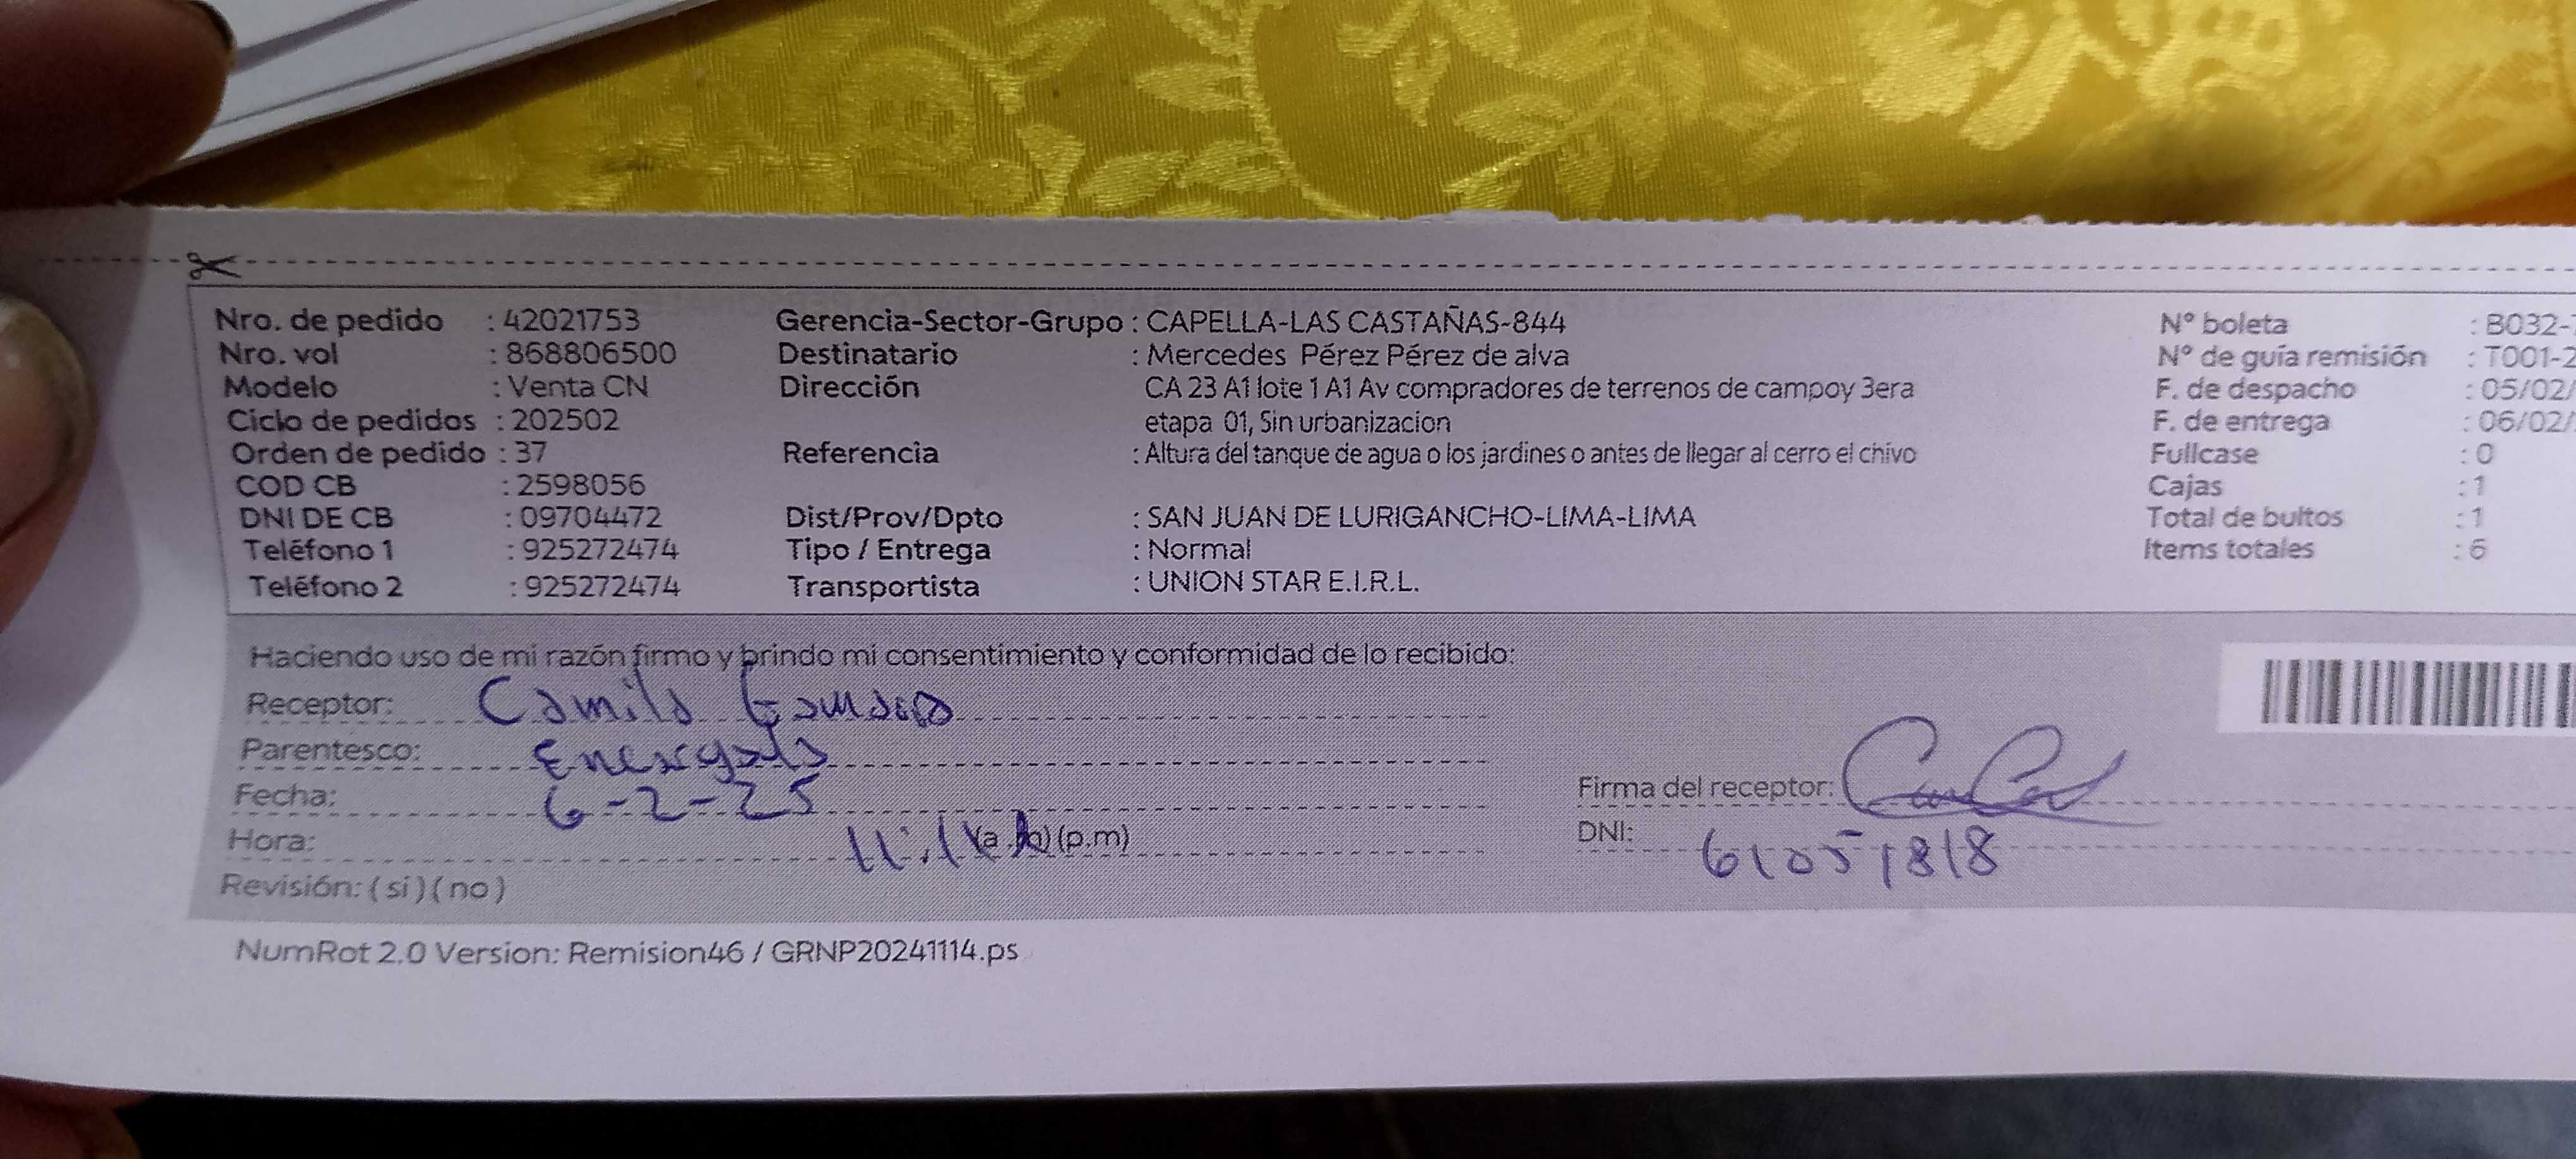 Nro. de pedido : 42021753
Nro. vol : 868806500
Modelo : Venta CN
Ciclo de pedidos : 202502
Orden de pedido : 37
COD CB : 2598056
DNI DE CB : 09704472
Teléfono 1 : 925272474
Teléfono 2 : 925272474
Gerencia-Sector-Grupo : CAPELLA-LAS CASTAÑAS-844
Destinatario : Mercedes Pérez Pérez de alva
Dirección CA 23 A1 lote 1 A1 Av compradores de terrenos de campoy 3era
etapa 01, Sin urbanizacion
Referencia : Altura del tanque de agua o los jardines o antes de llegar al cerro el chivo
Dist/Prov/Dpto : SAN JUAN DE LURIGANCHO-LIMA-LIMA
Tipo / Entrega : Normal
Transportista : UNION STAR E.I.R.L.
N° boleta : B032-
N° de guía remisión : T001-2
F. de despacho : 05/02/
F. de entrega : 06/02/
Fullcase : 0
Cajas : 1
Total de bultos : 1
Items totales : 6
Haciendo uso de mi razón firmo y brindo mi consentimiento y conformidad de lo recibido:
Receptor: Camila
Parentesco:
Fecha: 6-2-25
Hora: (p.m)
Revisión: (si)(no)
Firma del receptor:
DNI: 61051818
NumRot 2.0 Version: Remision46 / GRNP20241114.ps